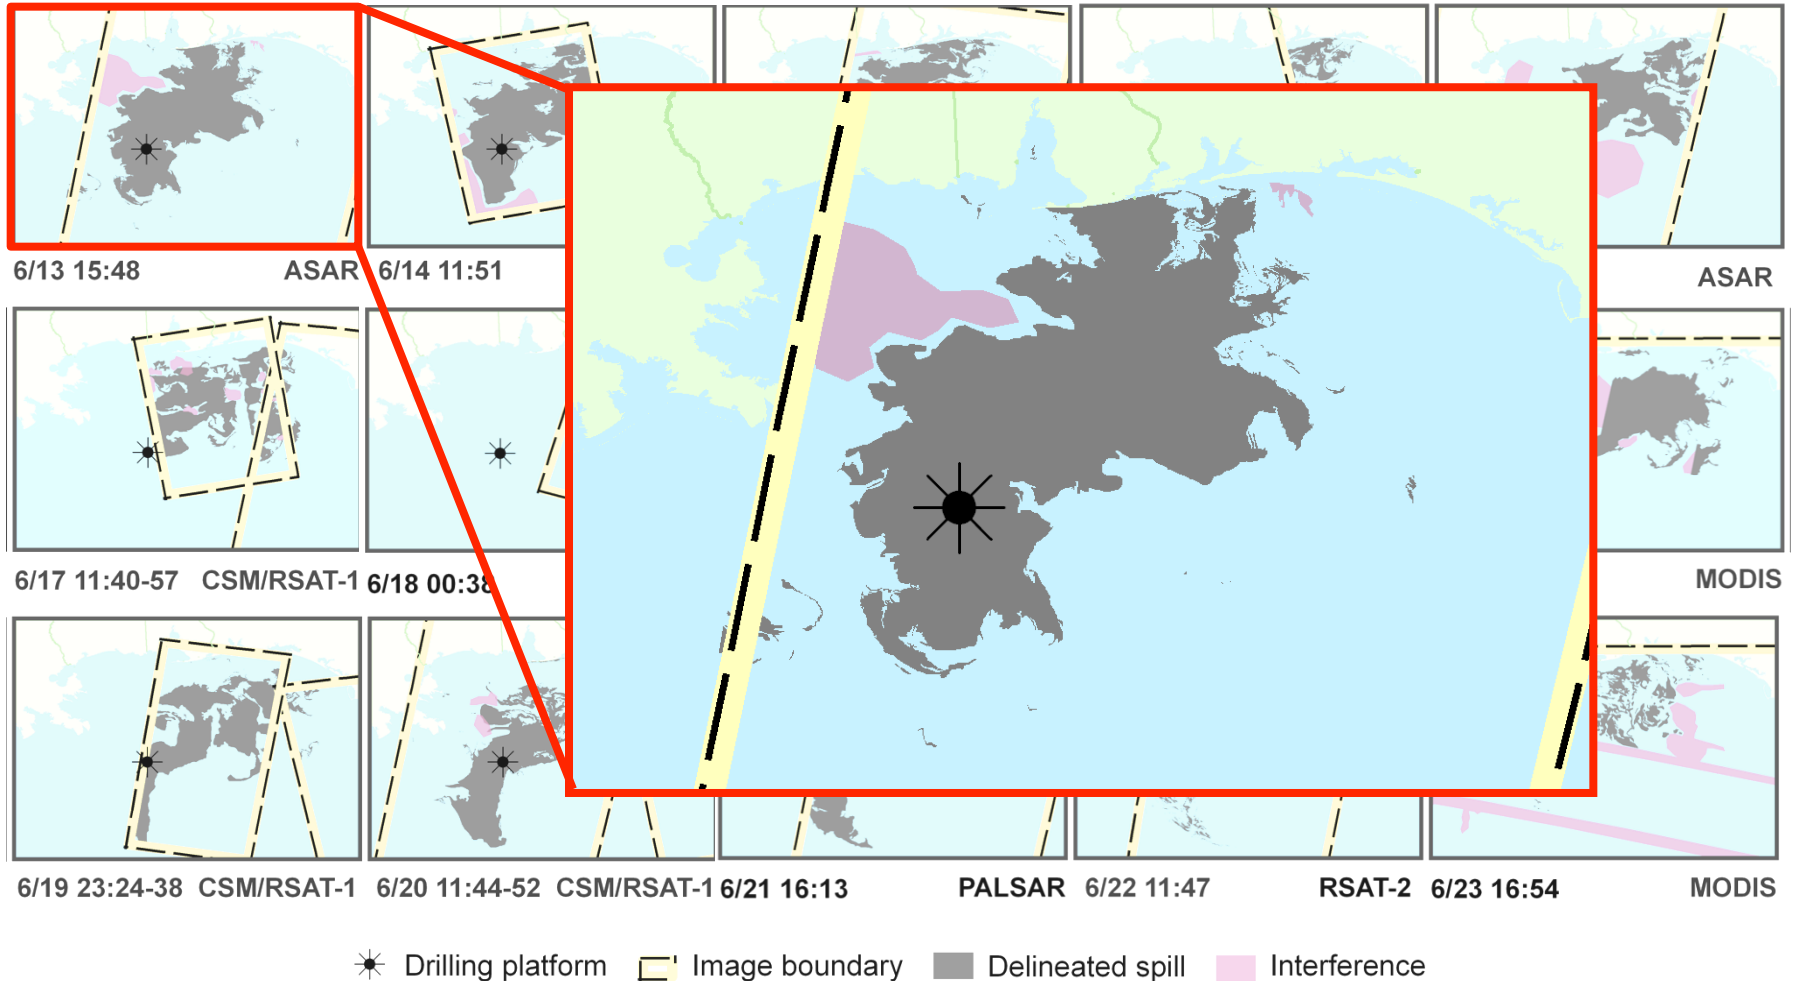 6/13 15:48 ASAR 6/14 11:51 ASAR
6/17 11:40-57 CSM/RSAT-1 6/18 00:38 MODIS
6/19 23:24-38 CSM/RSAT-1 6/20 11:44-52 CSM/RSAT-1 6/21 16:13 PALSAR 6/22 11:47 RSAT-2 6/23 16:54 MODIS
Drilling platform Image boundary Delineated spill Interference